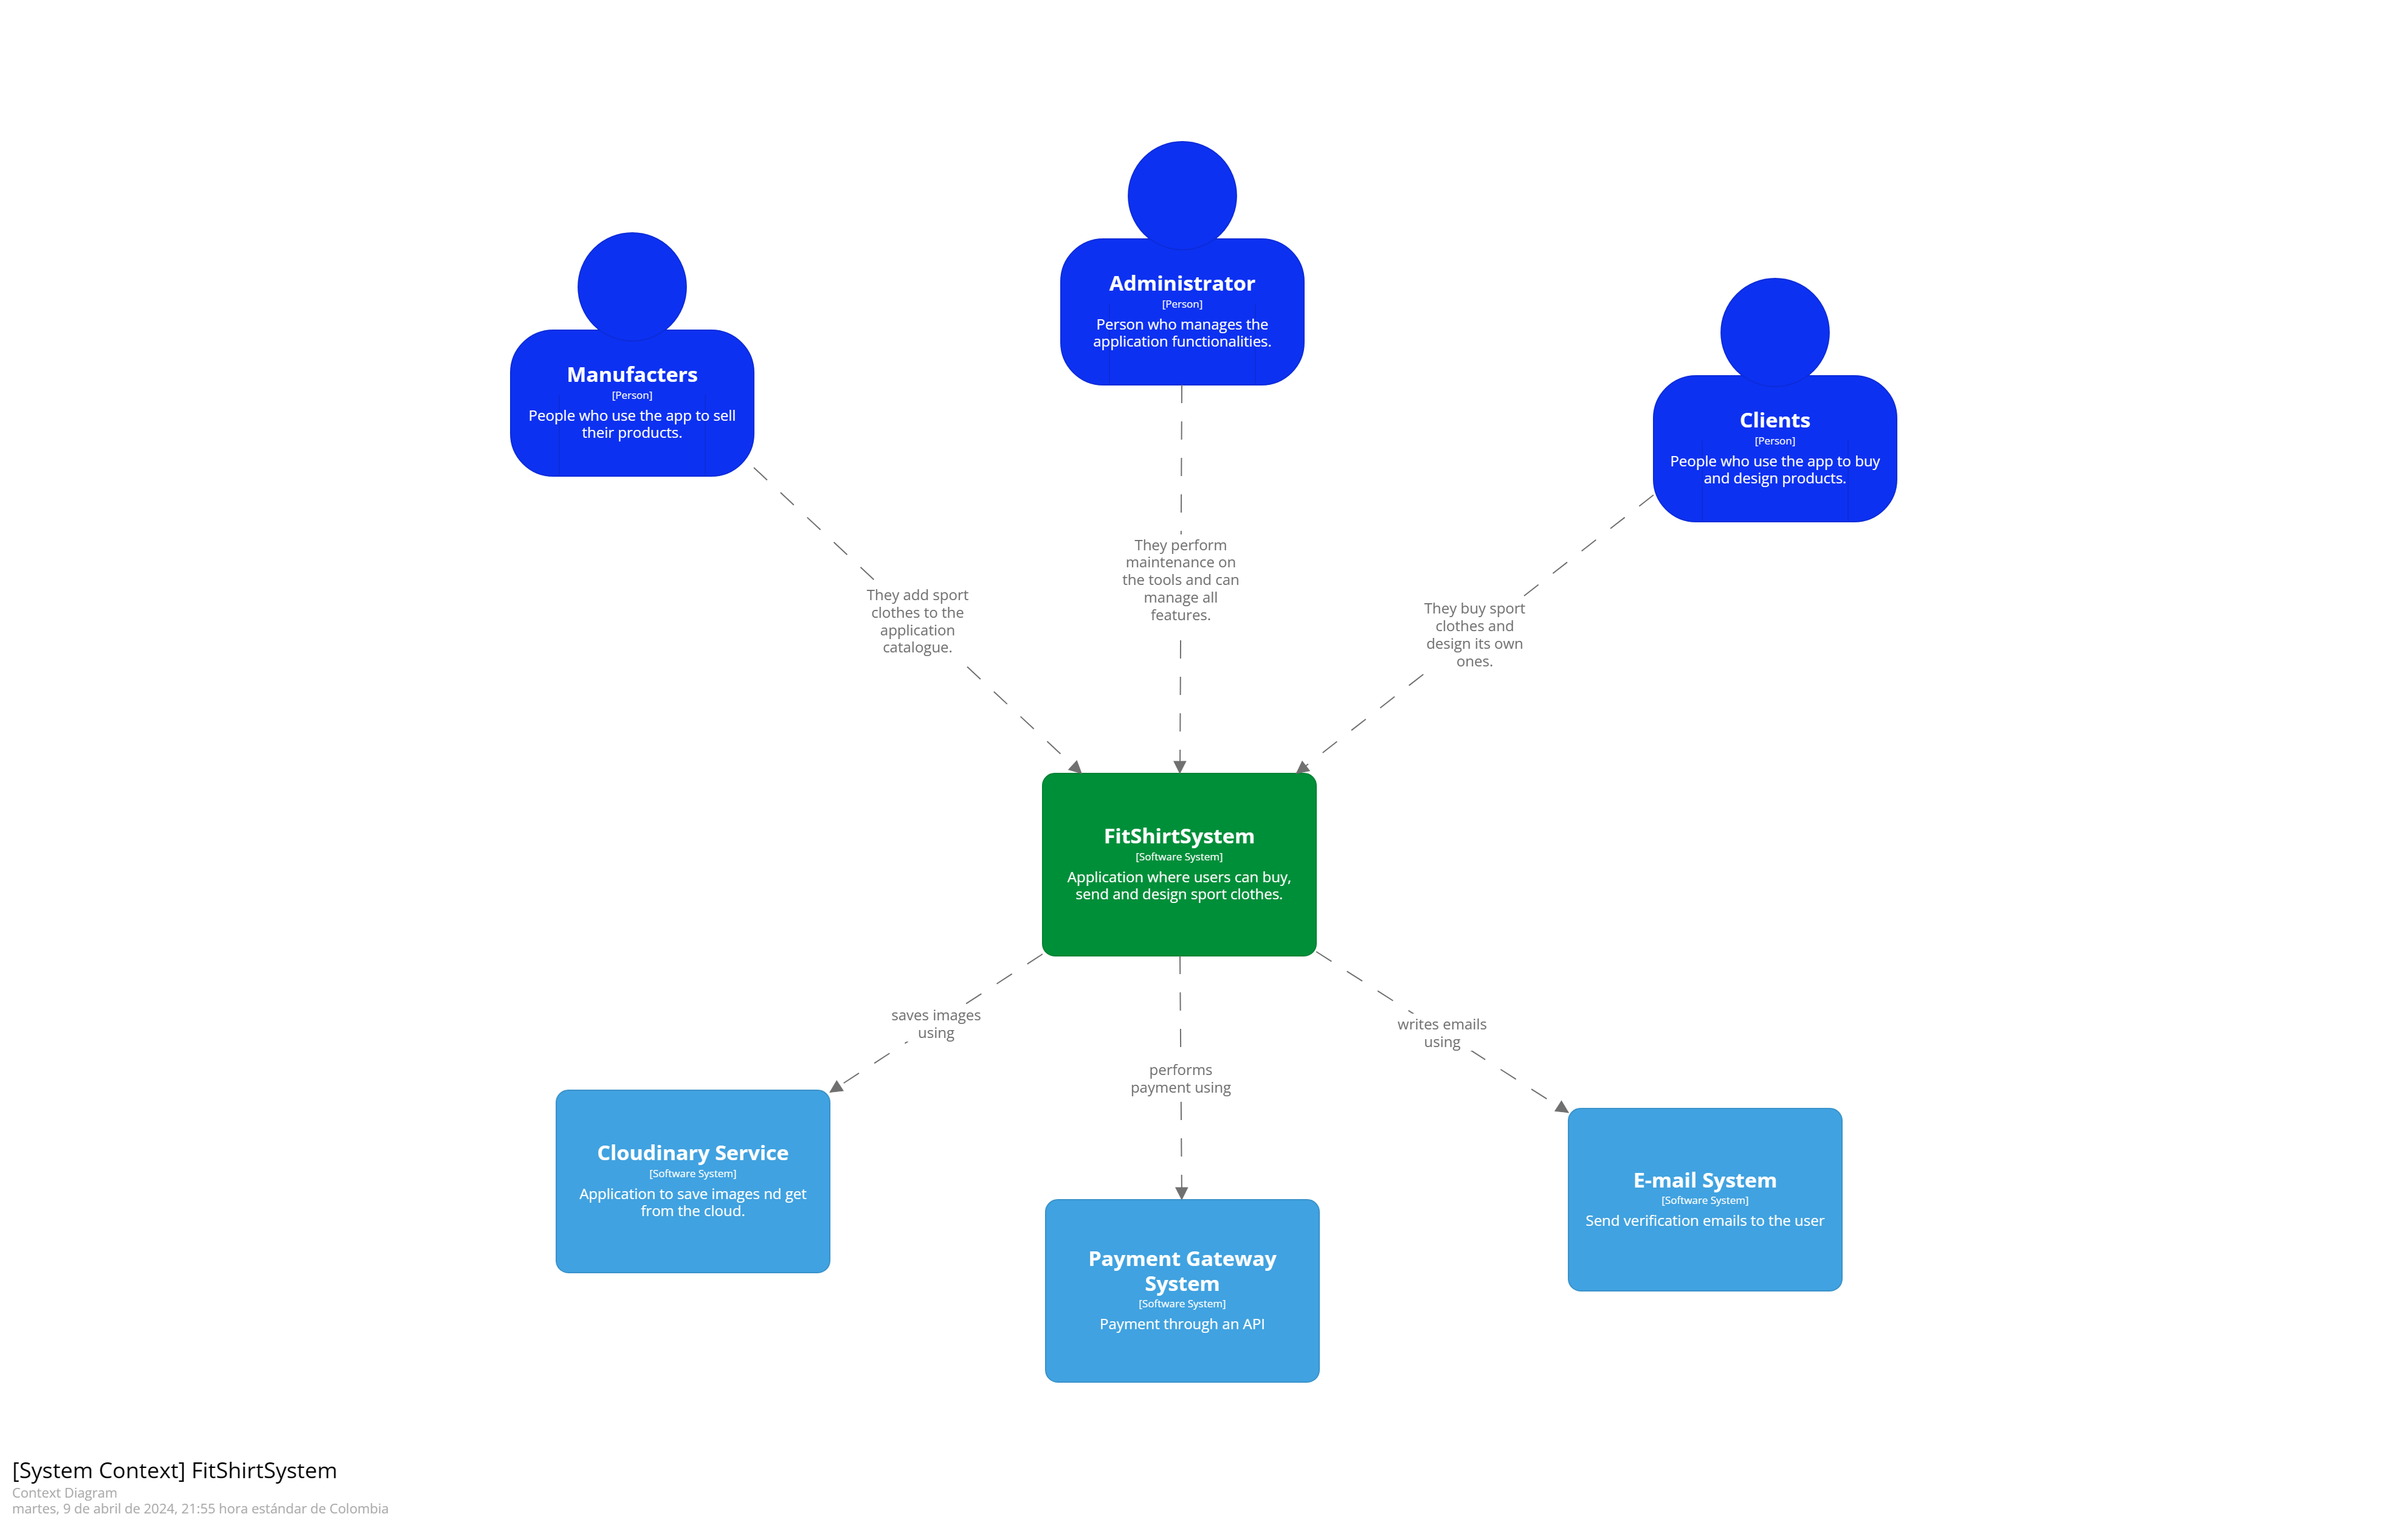 Administrator
[Person]
Person who manages the
application functionalities.
Manufacters
[Person]
People who use the app to sell
their products.
Clients
[Person]
People who use the app to buy
and design products.
They add sport
clothes to the
application
catalogue.
They perform
maintenance on
the tools and can
manage all
features.
They buy sport
clothes and
design its own
ones.
FitShirtSystem
[Software System]
Application where users can buy,
send and design sport clothes.
saves images
using
performs
payment using
writes emails
using
Cloudinary Service
[Software System]
Application to save images nd get
from the cloud.
Payment Gateway
System
[Software System]
Payment through an API
E-mail System
[Software System]
Send verification emails to the user
[System Context] FitShirtSystem
Context Diagram
martes, 9 de abril de 2024, 21:55 hora estándar de Colombia